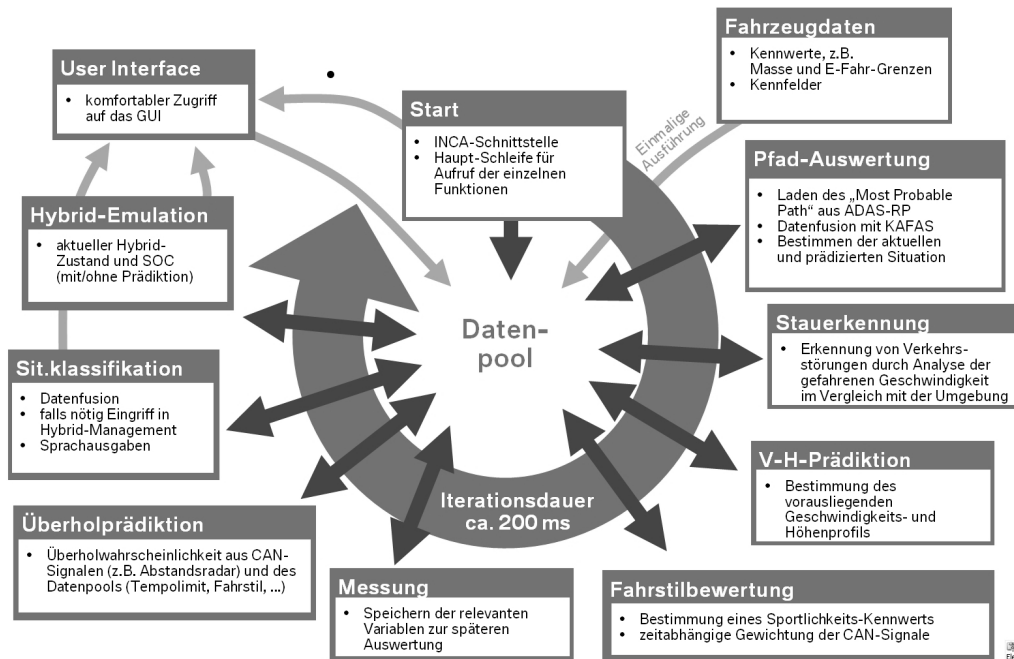 Fahrzeugdaten
• Kennwerte, z.B.
Masse und E-Fahr-Grenzen
• Kennfelder
User Interface
• komfortabler Zugriff
auf das GUI
•
Start
• INCA-Schnittstelle
• Haupt-Schleife für
Aufruf der einzelnen
Funktionen
Einmalige
Ausführung
Pfad-Auswertung
• Laden des „Most Probable
Path“ aus ADAS-RP
• Datenfusion mit KAFAS
• Bestimmen der aktuellen
und prädizierten Situation
Hybrid-Emulation
• aktueller Hybrid-
Zustand und SOC
(mit/ohne Prädiktion)
Daten-
pool
Stauerkennung
• Erkennung von Verkehrs-
störungen durch Analyse der
gefahrenen Geschwindigkeit
im Vergleich mit der Umgebung
Sit.klassifikation
• Datenfusion
• falls nötig Eingriff in
Hybrid-Management
• Sprachausgaben
V-H-Prädiktion
• Bestimmung des
vorausliegenden
Geschwindigkeits- und
Höhenprofils
Iterationsdauer
ca. 200 ms
Überholprädiktion
• Überholwahrscheinlichkeit aus CAN-
Signalen (z.B. Abstandsradar) und des
Datenpools (Tempolimit, Fahrstil, ...)
Messung
• Speichern der relevanten
Variablen zur späteren
Auswertung
Fahrstilbewertung
• Bestimmung eines Sportlichkeits-Kennwerts
• zeitabhängige Gewichtung der CAN-Signale